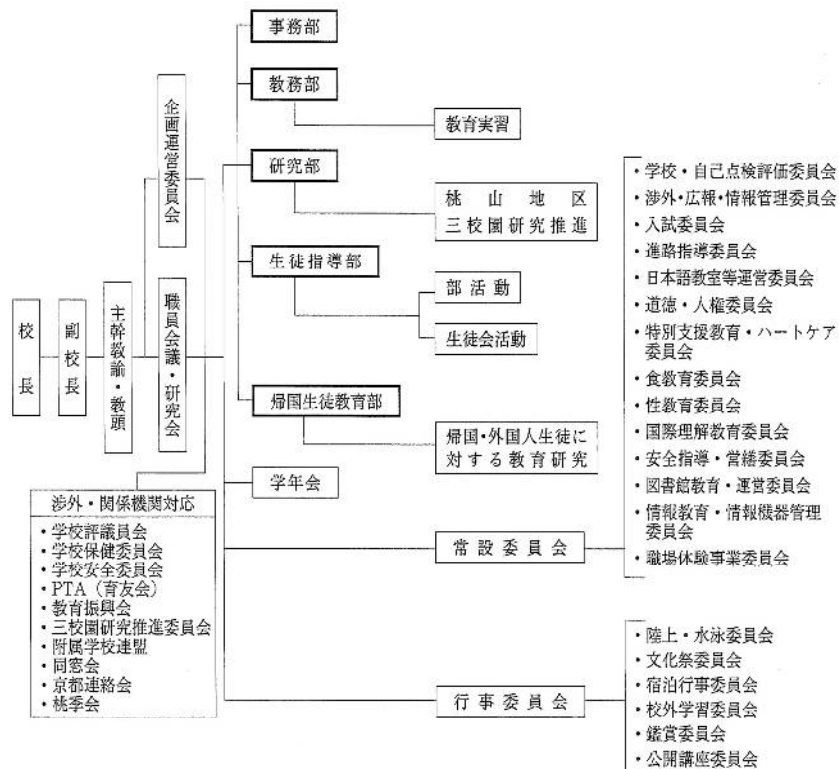 校長
副校長
主幹教諭・教頭
企画運営委員会
職員会議・研究会
事務部
教務部
教育実習
研究部
桃山地区
三校園研究推進
生徒指導部
部活動
生徒会活動
帰国生徒教育部
帰国・外国人生徒に
対する教育研究
学年会
常設委員会
・学校・自己点検評価委員会
・渉外・広報・情報管理委員会
・入試委員会
・進路指導委員会
・日本語教室等運営委員会
・道徳・人権委員会
・特別支援教育・ハートケア
委員会
・食教育委員会
・性教育委員会
・国際理解教育委員会
・安全指導・営繕委員会
・図書館教育・運営委員会
・情報教育・情報機器管理
委員会
・職場体験事業委員会
行事委員会
・陸上・水泳委員会
・文化祭委員会
・宿泊行事委員会
・校外学習委員会
・鑑賞委員会
・公開講座委員会
渉外・関係機関対応
・学校評議員会
・学校保健委員会
・学校安全委員会
・PTA（育友会）
・教育振興会
・三校園研究推進委員会
・附属学校連盟
・同窓会
・京都連絡会
・桃季会